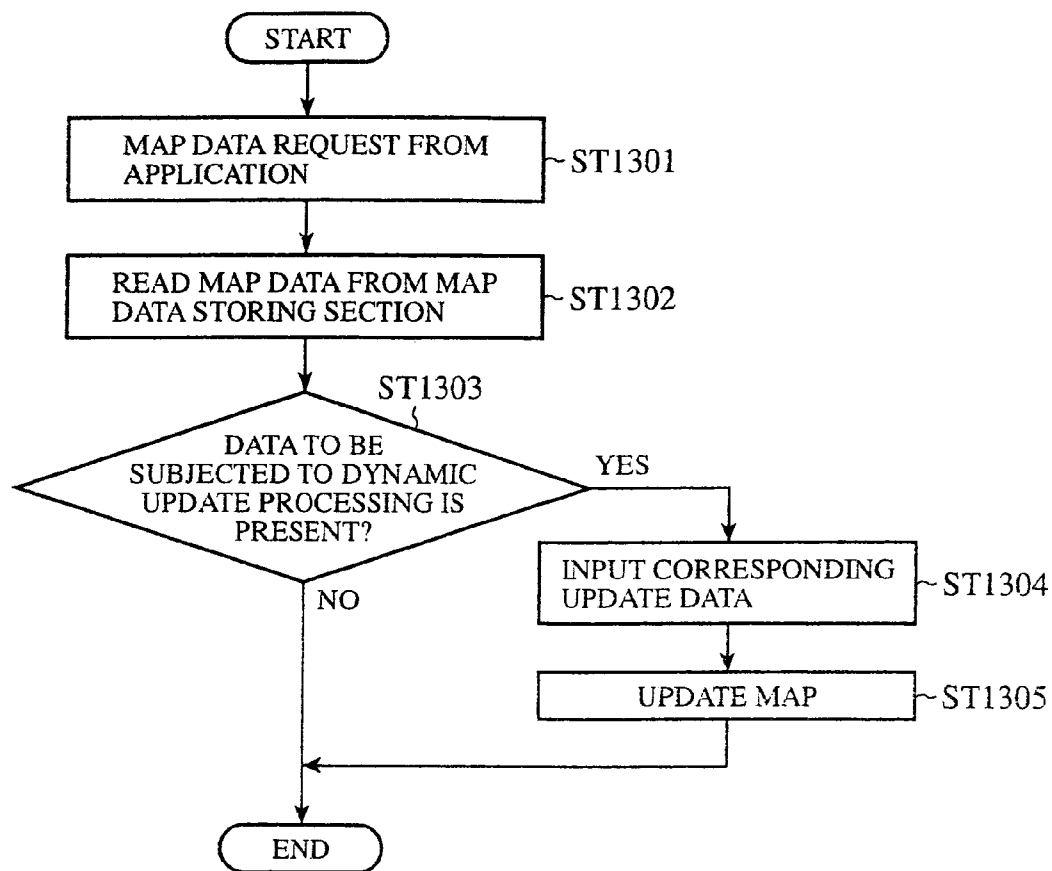 START
MAP DATA REQUEST FROM
APPLICATION
~ST1301
READ MAP DATA FROM MAP
DATA STORING SECTION
~ST1302
ST1303
DATA TO BE
SUBJECTED TO DYNAMIC
UPDATE PROCESSING IS
PRESENT?
YES
NO
INPUT CORRESPONDING
UPDATE DATA
~ST1304
UPDATE MAP
~ST1305
END